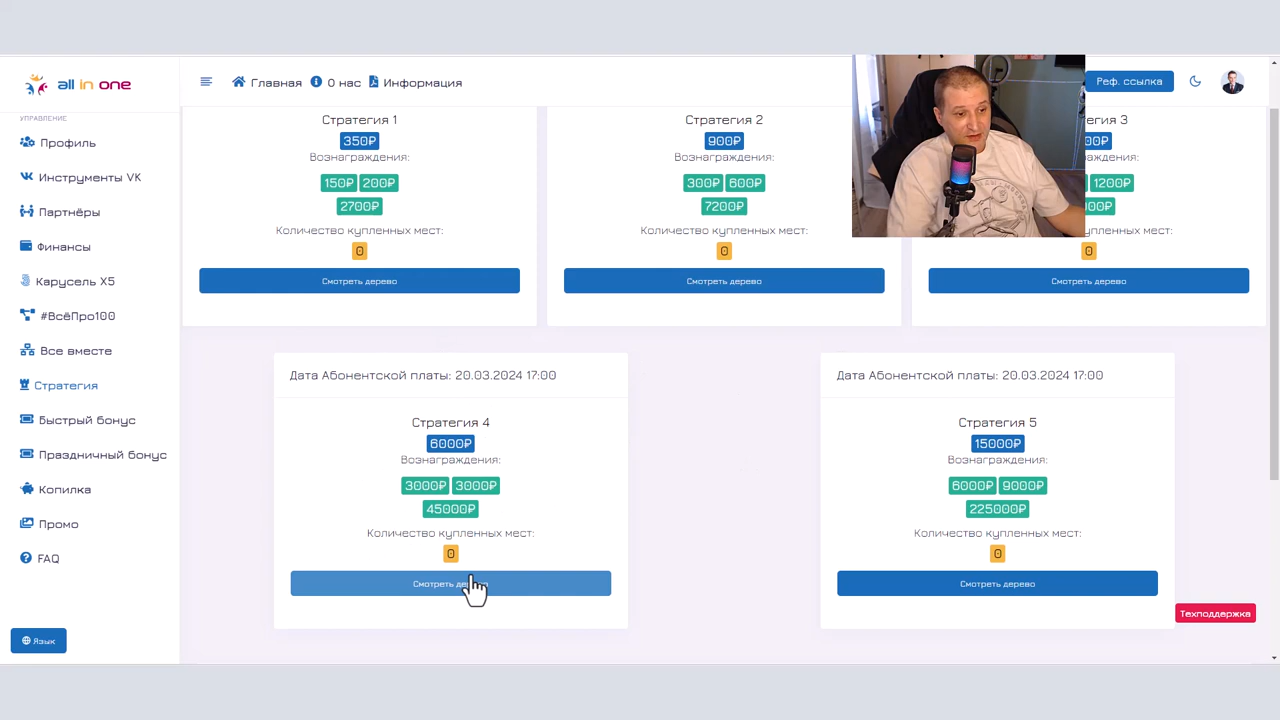 all in one
Главная
О нас
Информация
Реф. ссылка
УПРАВЛЕНИЕ
Профиль
Инструменты VK
Партнёры
Финансы
Карусель X5
#ВсёПро100
Все вместе
Стратегия
Быстрый бонус
Праздничный бонус
Копилка
Промо
FAQ
Язык
Стратегия 1
350₽
Вознаграждения:
150₽ 200₽
2700₽
Количество купленных мест:
0
Смотреть дерево
Стратегия 2
900₽
Вознаграждения:
300₽ 600₽
7200₽
Количество купленных мест:
0
Смотреть дерево
1200₽
0
Смотреть дерево
Дата Абонентской платы: 20.03.2024 17:00
Стратегия 4
6000₽
Вознаграждения:
3000₽ 3000₽
45000₽
Количество купленных мест:
0
Смотреть дерево
Дата Абонентской платы: 20.03.2024 17:00
Стратегия 5
15000₽
Вознаграждения:
6000₽ 9000₽
225000₽
Количество купленных мест:
0
Смотреть дерево
Техподдержка